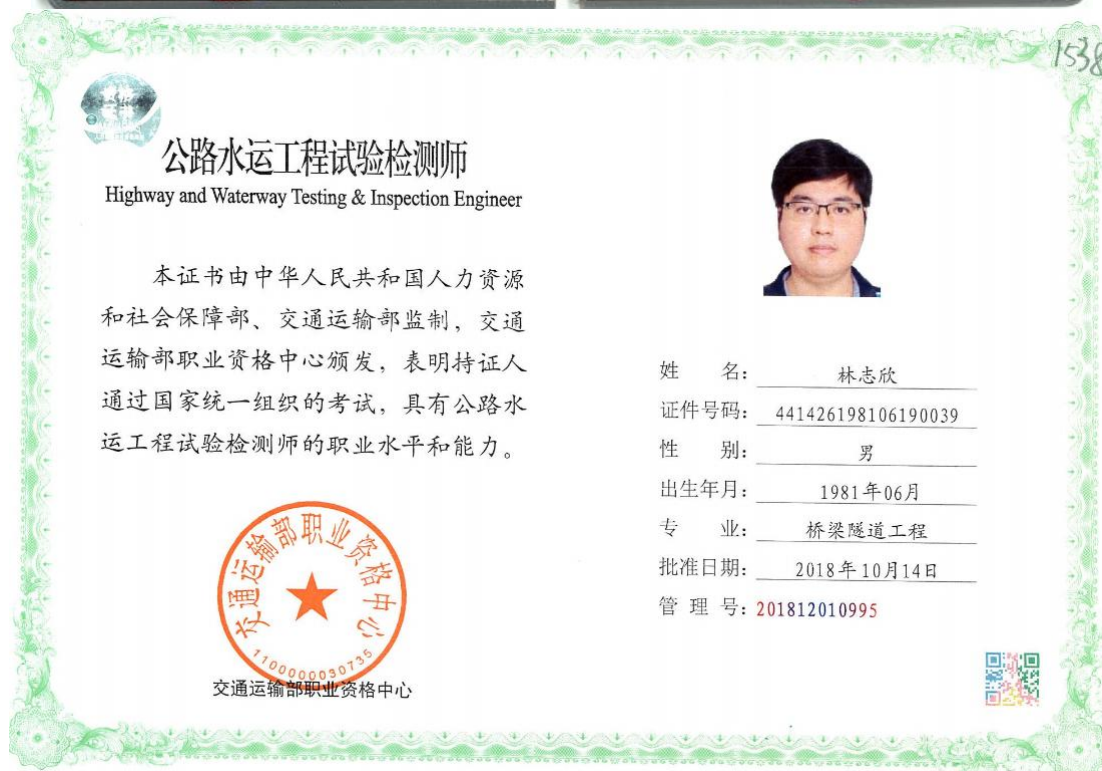 1538
公路水运工程试验检测师
Highway and Waterway Testing & Inspection Engineer
本证书由中华人民共和国人力资源
和社会保障部、交通运输部监制，交通
运输部职业资格中心颁发，表明持证人
通过国家统一组织的考试，具有公路水
运工程试验检测师的职业水平和能力。
交通运输部职业资格中心
1100000030735
交通运输部职业资格中心
姓 名：林志欣
证件号码：441426198106190039
性 别：男
出生年月：1981年06月
专 业：桥梁隧道工程
批准日期：2018年10月14日
管 理 号：201812010995